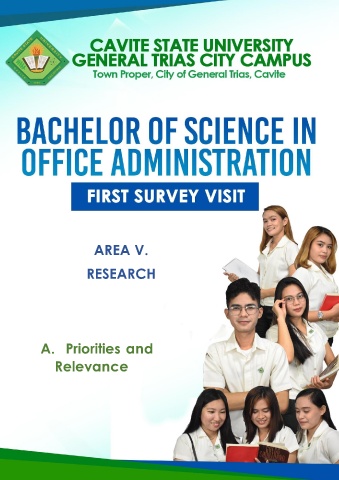 CAVITE STATE UNIVERSITY
GENERAL TRIAS CITY CAMPUS
Town Proper, City of General Trias, Cavite
BACHELOR OF SCIENCE IN
OFFICE ADMINISTRATION
FIRST SURVEY VISIT
AREA V.
RESEARCH
A. Priorities and
Relevance